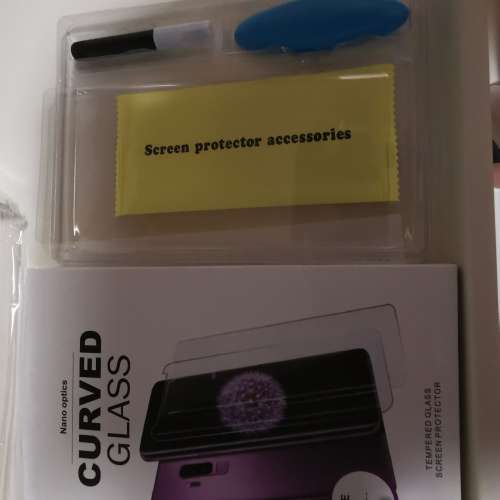 Screen protector accessories
Nano optics
CURVED
GLASS
TEMPERED GLASS
SCREEN PROTECTOR